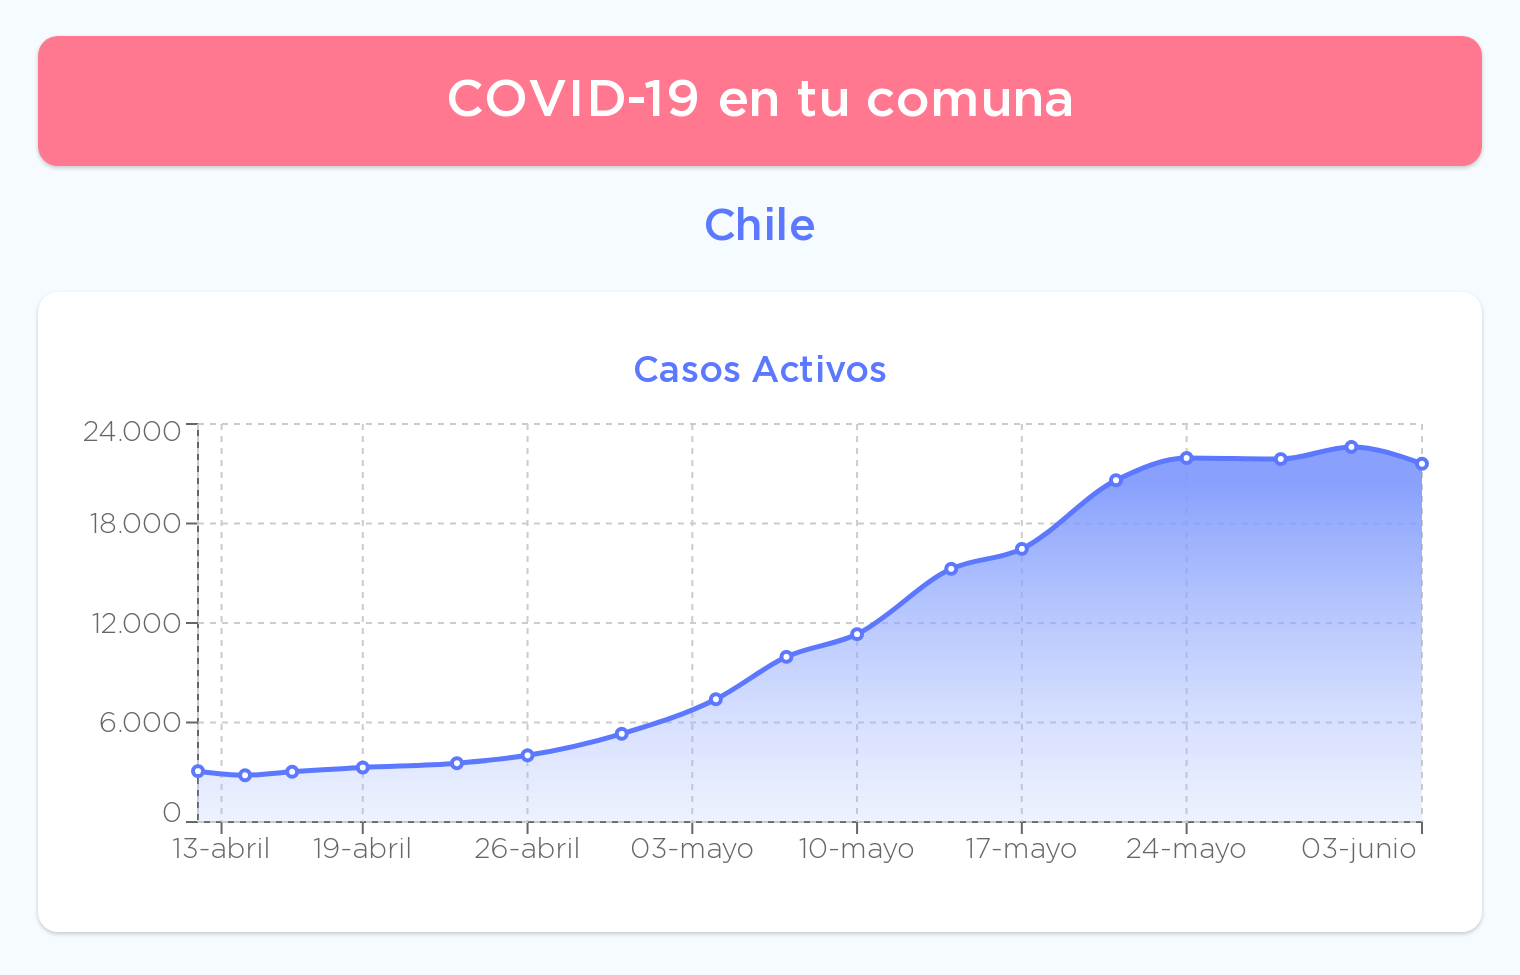 COVID-19 en tu comuna
Chile
Casos Activos
24.000
18.000
12.000
6.000
0
13-abril 19-abril 26-abril 03-mayo 10-mayo 17-mayo 24-mayo 03-junio